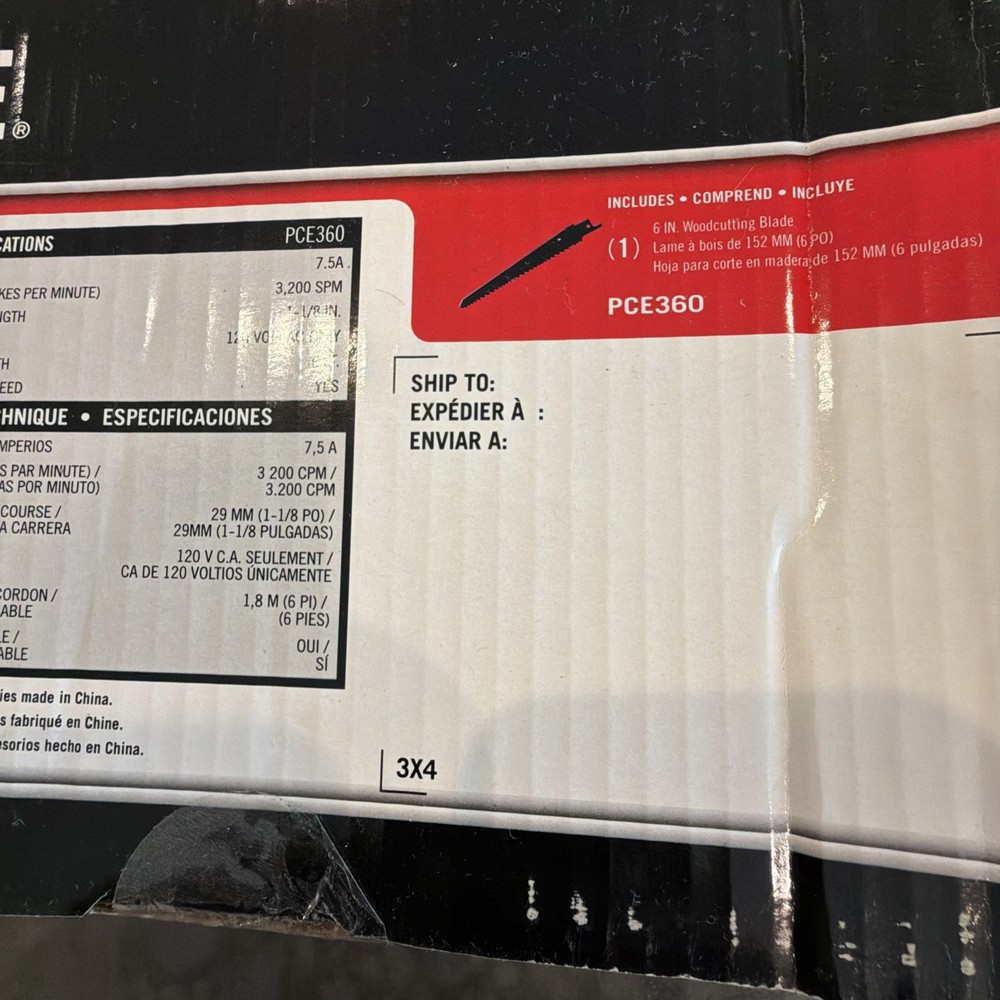 E®
INCLUDES • COMPREND • INCLUYE
(1)
6 IN. Woodcutting Blade
Lame à bois de 152 MM (6 PO)
Hoja para corte en madera de 152 MM (6 pulgadas)
PCE360
CATIONS PCE360
7.5A
KES PER MINUTE) 3,200 SPM
NGTH 1-1/8 IN.
TH
EED YES
CHNIQUE • ESPECIFICACIONES
MPERIOS 7,5 A
S PAR MINUTE) / 3 200 CPM /
AS POR MINUTO) 3.200 CPM
COURSE / 29 MM (1-1/8 PO) /
A CARRERA 29MM (1-1/8 PULGADAS)
120 V C.A. SEULEMENT /
CA DE 120 VOLTIOS ÚNICAMENTE
CORDON / 1,8 M (6 PI) /
ABLE (6 PIES)
LE / OUI /
ABLE SÍ
ies made in China.
s fabriqué en Chine.
esorios hecho en China.
SHIP TO:
EXPÉDIER À :
ENVIAR A:
3X4